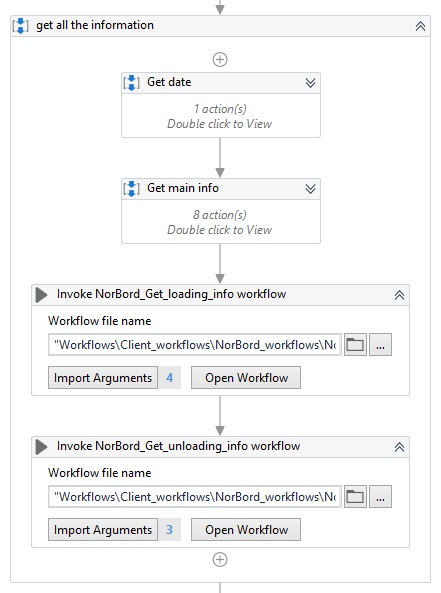 get all the information
Get date
1 action(s)
Double click to View
Get main info
8 action(s)
Double click to View
Invoke NorBord_Get_loading_info workflow
Workflow file name
"Workflows\Client_workflows\NorBord_workflows\No
...
Import Arguments 4 Open Workflow
Invoke NorBord_Get_unloading_info workflow
Workflow file name
"Workflows\Client_workflows\NorBord_workflows\No
...
Import Arguments 3 Open Workflow